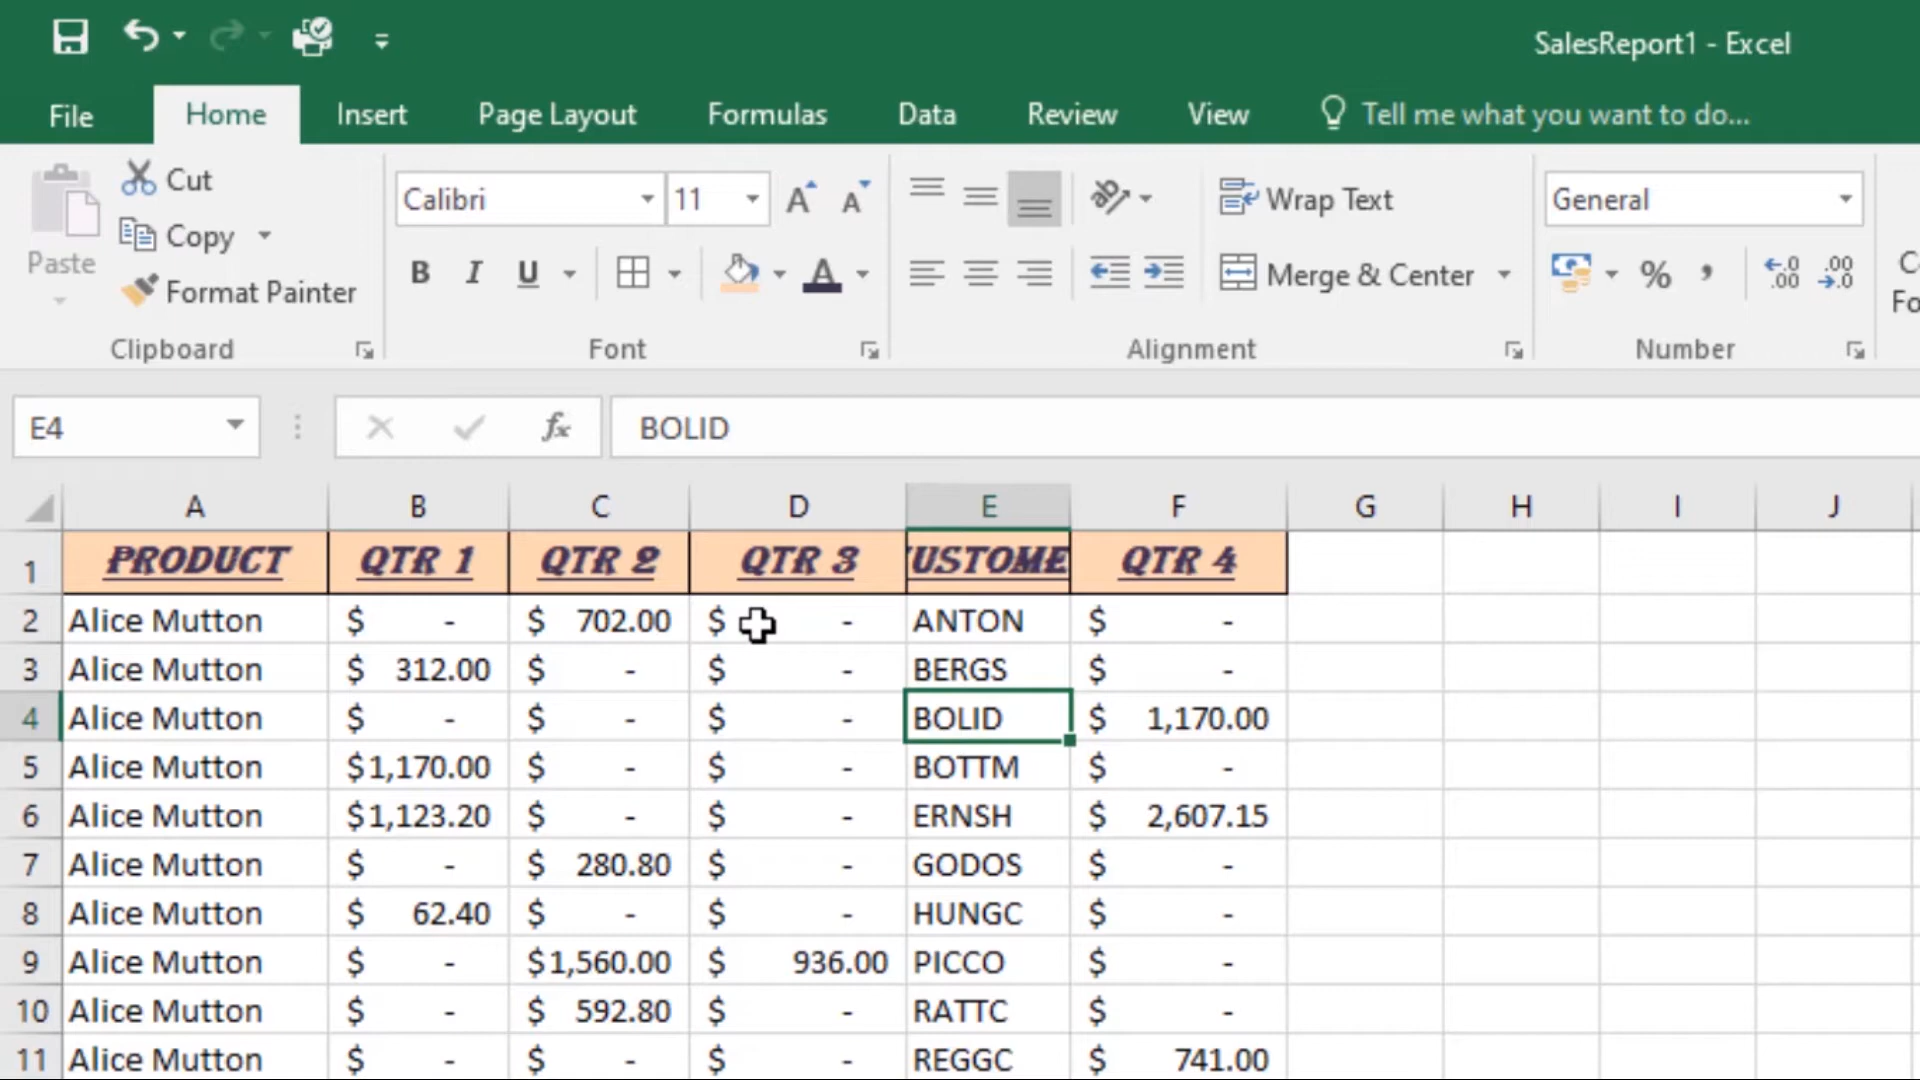 SalesReport1 - Excel
File Home Insert Page Layout Formulas Data Review View Tell me what you want to do...
Paste
Cut
Copy
Format Painter
Clipboard
Calibri 11
B I U A
Font
Wrap Text
Merge & Center
Alignment
General
% , .00
Number
E4 fx BOLID
A B C D E F G H I J
1 PRODUCT QTR 1 QTR 2 QTR 3 USTOME QTR 4
2 Alice Mutton $ - $ 702.00 $ - ANTON $ -
3 Alice Mutton $ 312.00 $ - $ - BERGS $ -
4 Alice Mutton $ - $ - $ - BOLID $ 1,170.00
5 Alice Mutton $1,170.00 $ - $ - BOTTM $ -
6 Alice Mutton $1,123.20 $ - $ - ERNSH $ 2,607.15
7 Alice Mutton $ - $ 280.80 $ - GODOS $ -
8 Alice Mutton $ 62.40 $ - $ - HUNGC $ -
9 Alice Mutton $ - $1,560.00 $ 936.00 PICCO $ -
10 Alice Mutton $ - $ 592.80 $ - RATTC $ -
11 Alice Mutton $ - $ - $ - REGGC $ 741.00